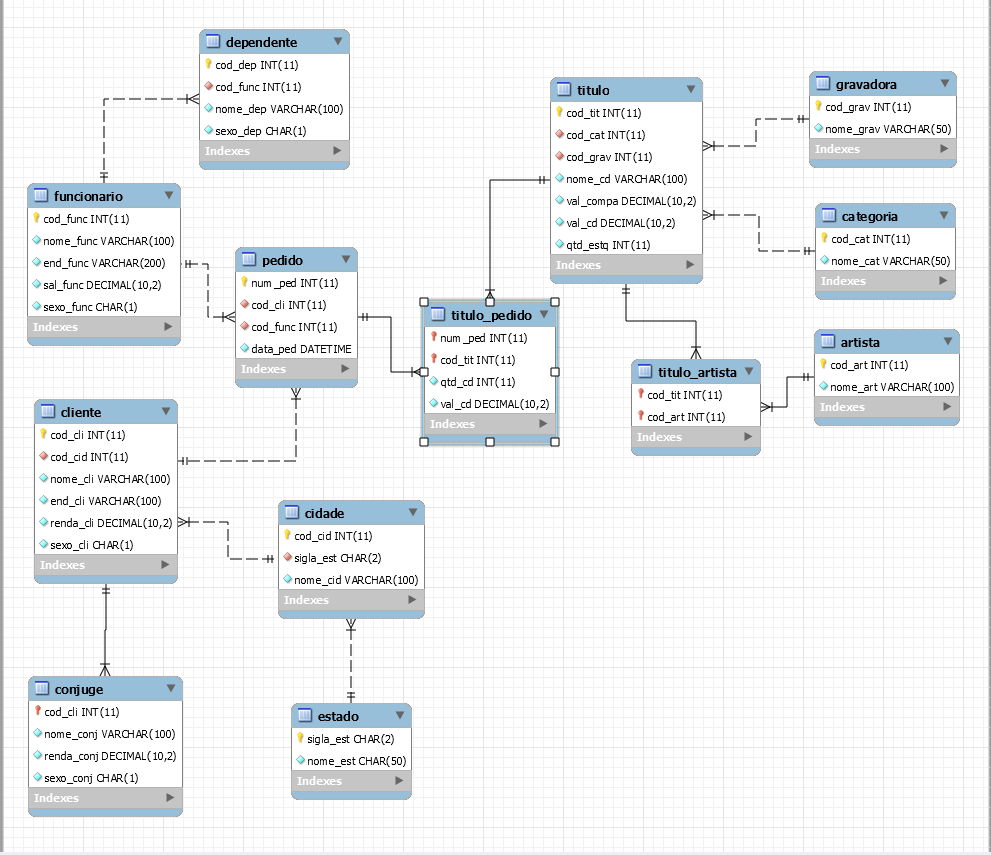 dependente
cod_dep INT(11)
cod_func INT(11)
nome_dep VARCHAR(100)
sexo_dep CHAR(1)
Indexes
funcionario
cod_func INT(11)
nome_func VARCHAR(100)
end_func VARCHAR(200)
sal_func DECIMAL(10,2)
sexo_func CHAR(1)
Indexes
pedido
num_ped INT(11)
cod_cli INT(11)
cod_func INT(11)
data_ped DATETIME
Indexes
titulo
cod_tit INT(11)
cod_cat INT(11)
cod_grav INT(11)
nome_cd VARCHAR(100)
val_compa DECIMAL(10,2)
val_cd DECIMAL(10,2)
qtd_estq INT(11)
Indexes
gravadora
cod_grav INT(11)
nome_grav VARCHAR(50)
Indexes
categoria
cod_cat INT(11)
nome_cat VARCHAR(50)
Indexes
titulo_pedido
num_ped INT(11)
cod_tit INT(11)
qtd_cd INT(11)
val_cd DECIMAL(10,2)
Indexes
titulo_artista
cod_tit INT(11)
cod_art INT(11)
Indexes
artista
cod_art INT(11)
nome_art VARCHAR(100)
Indexes
cliente
cod_cli INT(11)
cod_cid INT(11)
nome_cli VARCHAR(100)
end_cli VARCHAR(100)
renda_cli DECIMAL(10,2)
sexo_cli CHAR(1)
Indexes
cidade
cod_cid INT(11)
sigla_est CHAR(2)
nome_cid VARCHAR(100)
Indexes
conjuge
cod_cli INT(11)
nome_conj VARCHAR(100)
renda_conj DECIMAL(10,2)
sexo_conj CHAR(1)
Indexes
estado
sigla_est CHAR(2)
nome_est CHAR(50)
Indexes